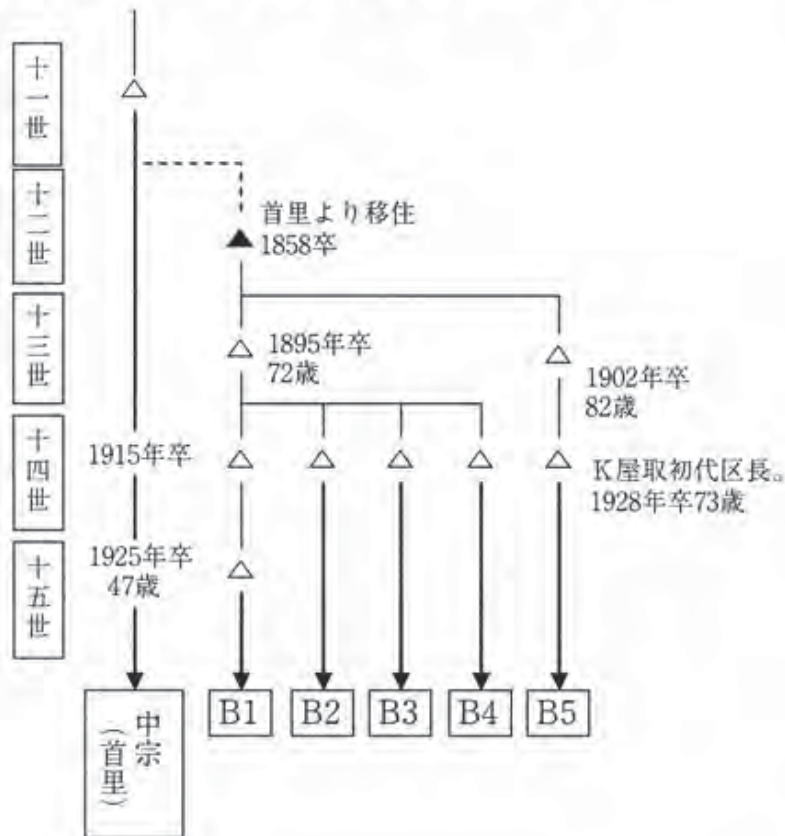 十一世
十二世
首里より移住
1858卒
十三世
1895年卒
72歳
1902年卒
82歳
十四世
1915年卒
K屋取初代区長。
1928年卒73歳
十五世
1925年卒
47歳
中宗
(首里)
B1
B2
B3
B4
B5